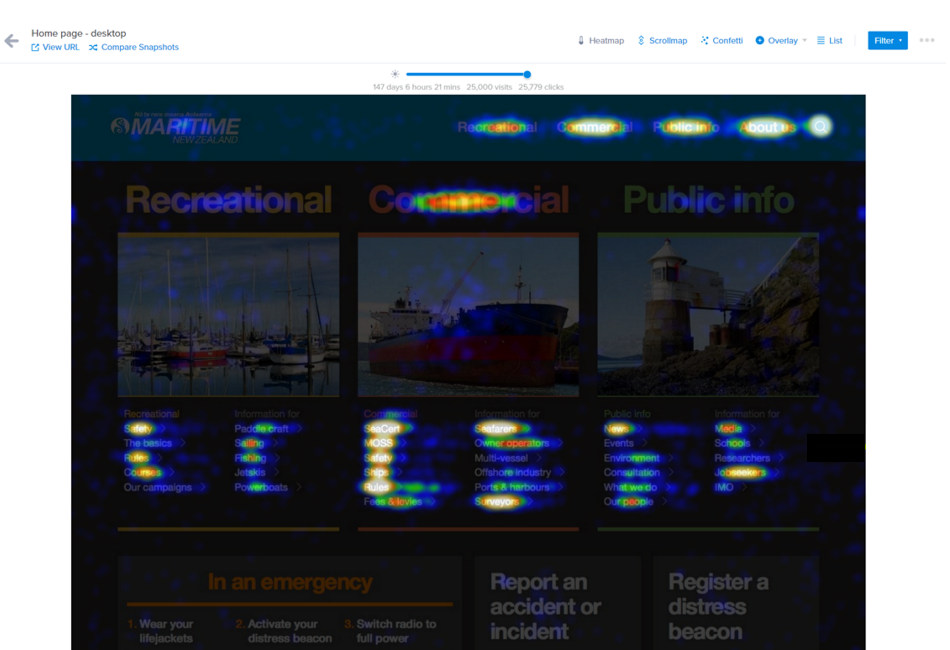 Home page - desktop
View URL Compare Snapshots
Heatmap Scrollmap Confetti Overlay List Filter
147 days 6 hours 21 mins 25,000 visits 25,779 clicks
MARITIME
NEW ZEALAND
Recreational Commercial Public info About us
Recreational Commercial Public info
Recreational Information for Commercial Information for Public Info Information for
Safety Paddle craft SeeCert Seafarers News Media
The basics Sailing MOSS Owner operators Events Schools
Rules Fishing Safety Multi-vessel Environment Researchers
Courses Jetskis Ships Offshore industry Consultation Jobseekers
Our campaigns Powerboats Rules Ports & harbours What we do IMO
Fees & levies Surveyors Our people
In an emergency Report an Register a
accident or distress
1. Wear your 2. Activate your 3. Switch radio to incident beacon
lifejackets distress beacon full power